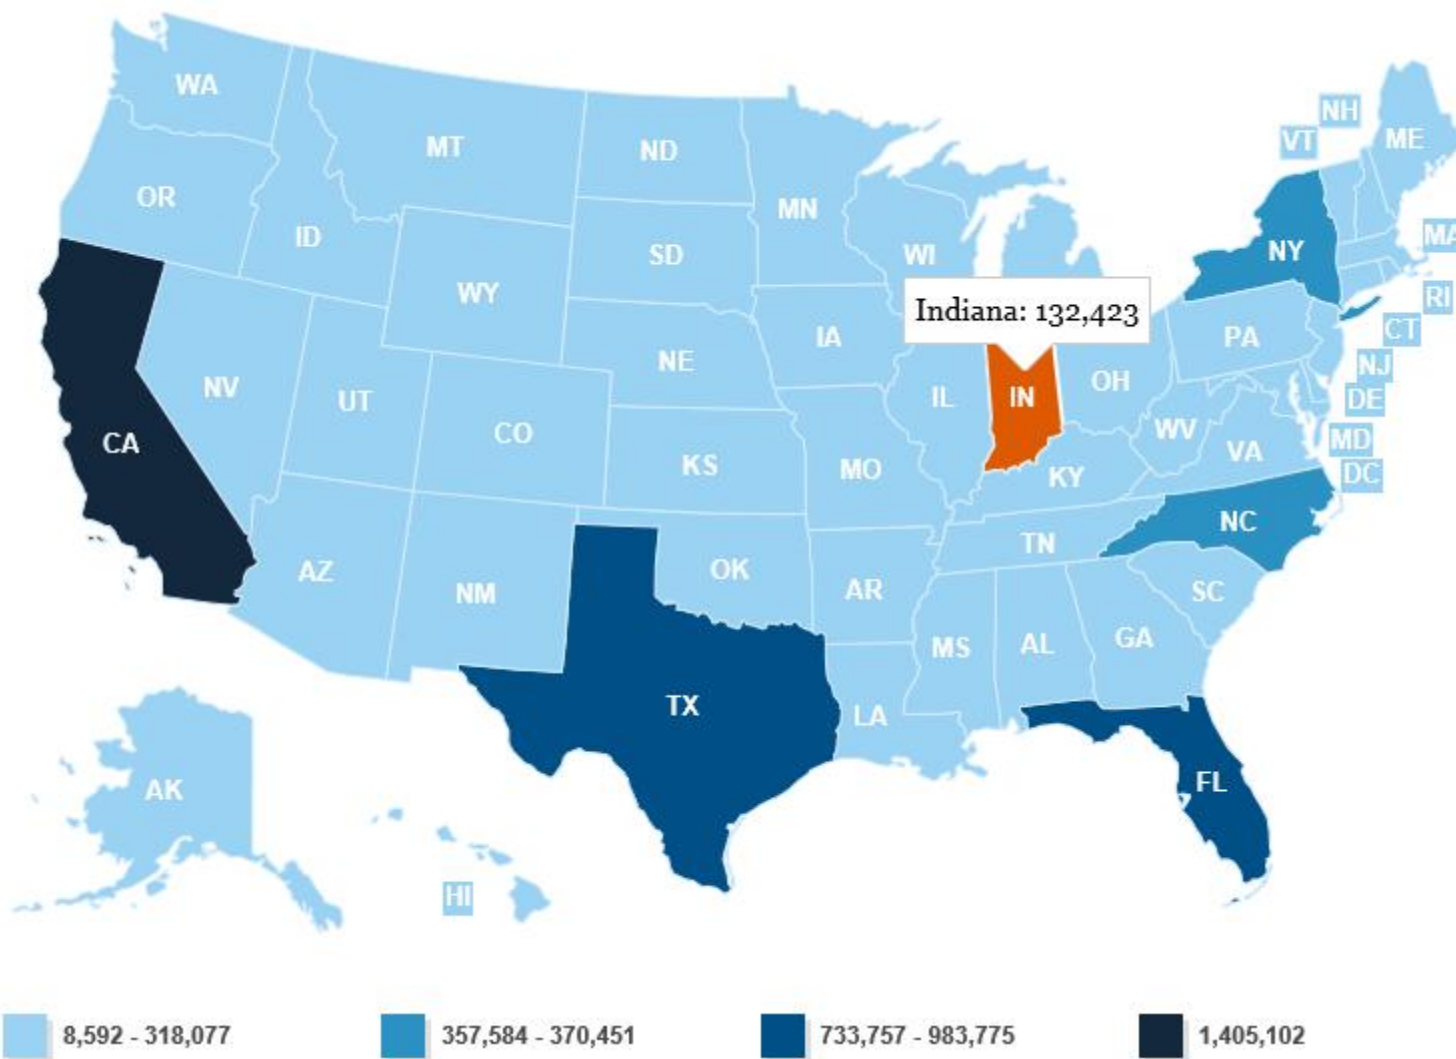 WA
MT
ND
MN
VT
NH
ME
OR
ID
SD
WI
NY
MA
WY
Indiana: 132,423
RI
IA
PA
CT
NE
NJ
NV
UT
IL
IN
OH
DE
CA
CO
KS
MO
KY
WV
VA
MD
DC
NC
AZ
NM
OK
TN
AR
SC
MS
AL
GA
TX
LA
FL
AK
HI
8,592 - 318,077
357,584 - 370,451
733,757 - 983,775
1,405,102